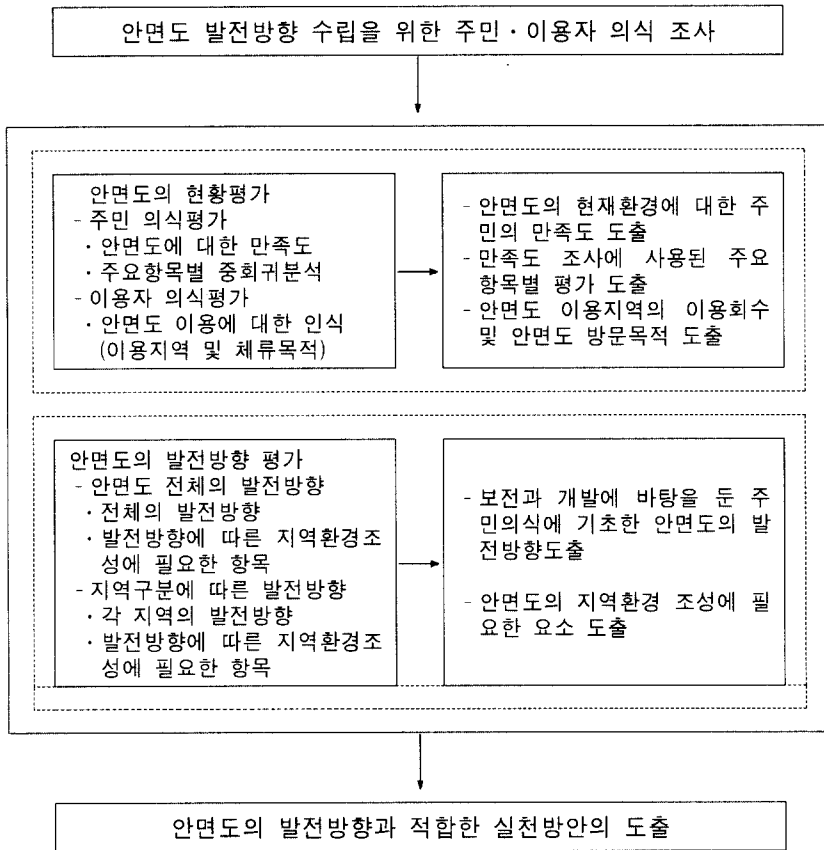 안면도 발전방향 수립을 위한 주민·이용자 의식 조사
안면도의 현황평가
- 주민 의식평가
· 안면도에 대한 만족도
· 주요항목별 중회귀분석
- 이용자 의식평가
· 안면도 이용에 대한 인식
(이용지역 및 체류목적)
- 안면도의 현재환경에 대한 주
민의 만족도 도출
- 만족도 조사에 사용된 주요
항목별 평가 도출
- 안면도 이용지역의 이용회수
및 안면도 방문목적 도출
안면도의 발전방향 평가
- 안면도 전체의 발전방향
· 전체의 발전방향
· 발전방향에 따른 지역환경조
성에 필요한 항목
- 지역구분에 따른 발전방향
· 각 지역의 발전방향
· 발전방향에 따른 지역환경조
성에 필요한 항목
- 보전과 개발에 바탕을 둔 주
민의식에 기초한 안면도의 발
전방향도출
- 안면도의 지역환경 조성에 필
요한 요소 도출
안면도의 발전방향과 적합한 실천방안의 도출